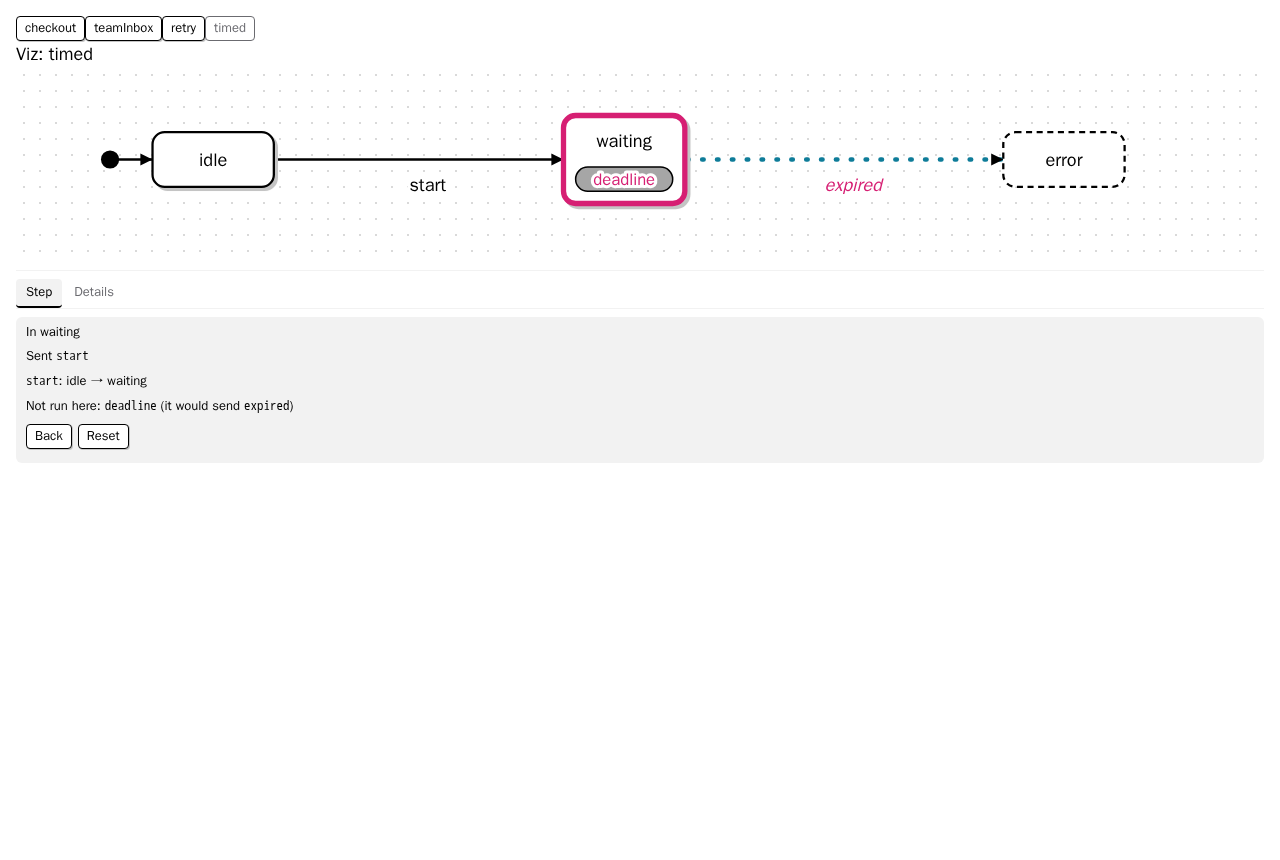 checkout teamInbox retry timed
Viz: timed
idle
start
waiting
deadline
expired
error
Step Details
In waiting
Sent start
start: idle → waiting
Not run here: deadline (it would send expired)
Back Reset